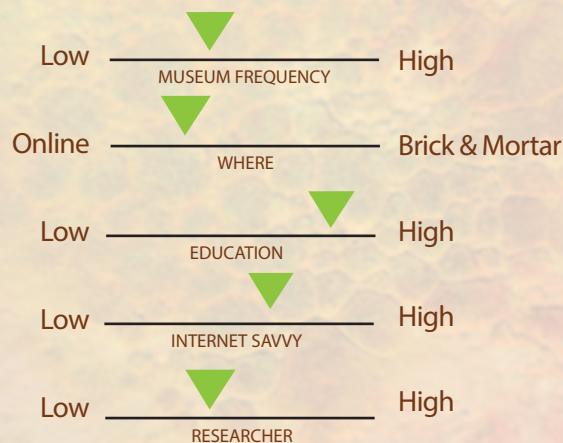 Low High
MUSEUM FREQUENCY
Online Brick & Mortar
WHERE
Low High
EDUCATION
Low High
INTERNET SAVVY
Low High
RESEARCHER